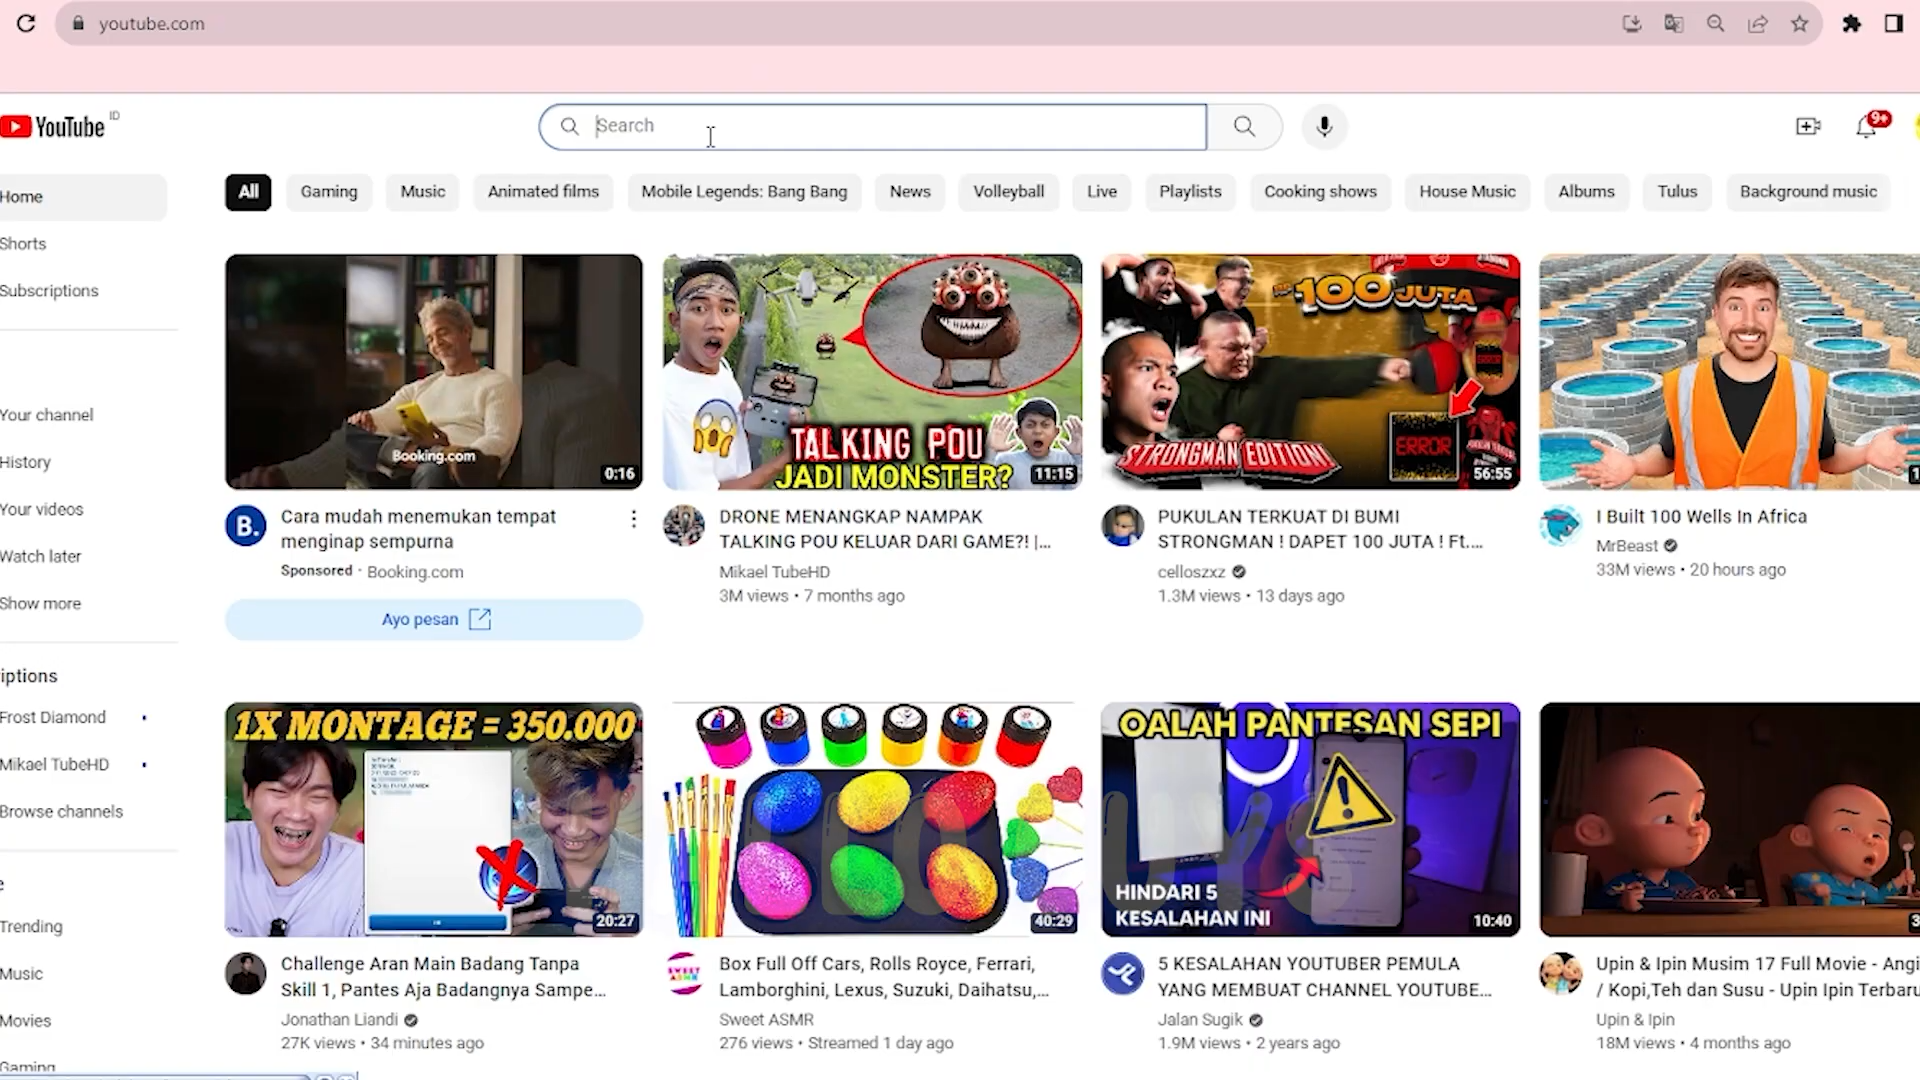 youtube.com
YouTube ID
Search
9+
All
Gaming
Music
Animated films
Mobile Legends: Bang Bang
News
Volleyball
Live
Playlists
Cooking shows
House Music
Albums
Tulus
Background music
Home
Shorts
Subscriptions
Your channel
History
Your videos
Watch later
Show more
iptions
Frost Diamond
Mikael TubeHD
Browse channels
e
Trending
Music
Movies
Gaming
Booking.com
0:16
B.
Cara mudah menemukan tempat
menginap sempurna
Sponsored · Booking.com
Ayo pesan
TALKING POU
JADI MONSTER?
11:15
DRONE MENANGKAP NAMPAK
TALKING POU KELUAR DARI GAME?! |...
Mikael TubeHD
3M views • 7 months ago
100 JUTA
STRONGMAN EDITION!
ERROR
56:55
PUKULAN TERKUAT DI BUMI
STRONGMAN ! DAPET 100 JUTA ! Ft....
celloszxz
1.3M views • 13 days ago
I Built 100 Wells In Africa
MrBeast
33M views • 20 hours ago
1X MONTAGE = 350.000
20:27
Challenge Aran Main Badang Tanpa
Skill 1, Pantes Aja Badangnya Sampe...
Jonathan Liandi
27K views • 34 minutes ago
40:29
SWEET ASMR
Box Full Off Cars, Rolls Royce, Ferrari,
Lamborghini, Lexus, Suzuki, Daihatsu,...
Sweet ASMR
276 views • Streamed 1 day ago
OALAH PANTESAN SEPI
HINDARI 5
KESALAHAN INI
10:40
5 KESALAHAN YOUTUBER PEMULA
YANG MEMBUAT CHANNEL YOUTUBE...
Jalan Sugik
1.9M views • 2 years ago
Upin & Ipin Musim 17 Full Movie - Angi
/ Kopi,Teh dan Susu - Upin Ipin Terbaru
Upin & Ipin
18M views • 4 months ago